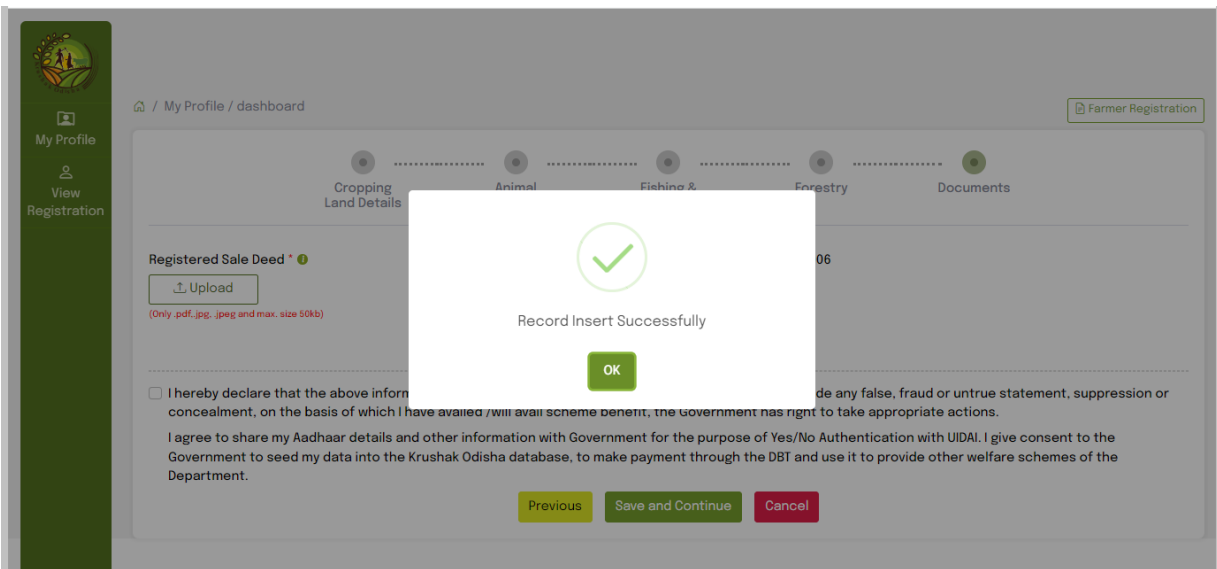 / My Profile / dashboard
Farmer Registration
My Profile
View
Registration
Cropping
Land Details
Animal
Fishing &
Forestry
Documents
Registered Sale Deed *
06
Upload
(Only .pdf,.jpg, .jpeg and max. size 50kb)
Record Insert Successfully
OK
I hereby declare that the above inform
de any false, fraud or untrue statement, suppression or
concealment, on the basis of which I have availed /will avail scheme benefit, the Government has right to take appropriate actions.
I agree to share my Aadhaar details and other information with Government for the purpose of Yes/No Authentication with UIDAI. I give consent to the
Government to seed my data into the Krushak Odisha database, to make payment through the DBT and use it to provide other welfare schemes of the
Department.
Previous
Save and Continue
Cancel